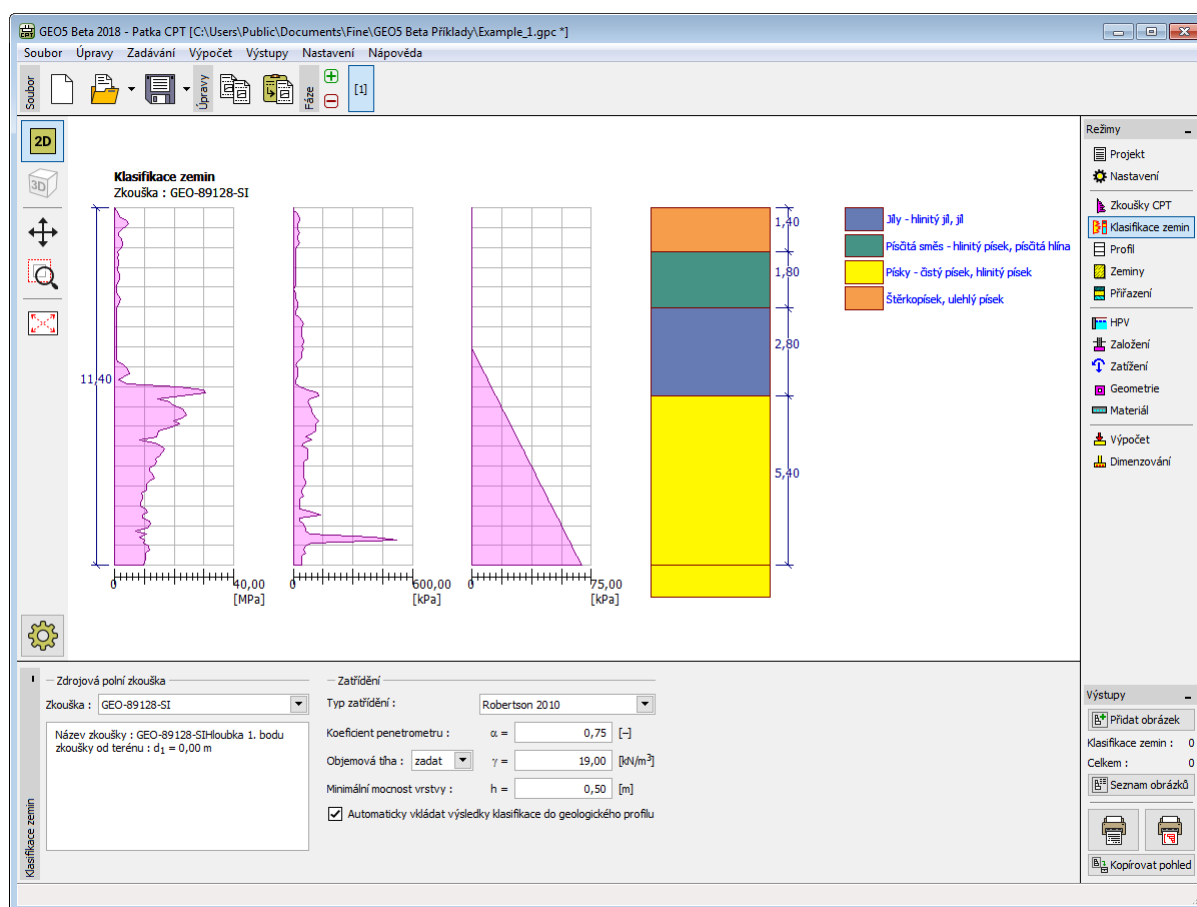 GEO5 Beta 2018 - Patka CPT [C:\Users\Public\Documents\Fine\GEO5 Beta Příklady\Example_1.gpc *]
Soubor Úpravy Zadávání Výpočet Výstupy Nastavení Nápověda
Soubor
Úpravy
Fáze
[1]
2D
3D
Klasifikace zemin
Zkouška : GEO-89128-SI
11,40
0
40,00
[MPa]
0
600,00
[kPa]
0
75,00
[kPa]
1,40
1,80
2,80
5,40
Jíly - hlinitý jíl, jíl
Písčitá směs - hlinitý písek, písčitá hlína
Písky - čistý písek, hlinitý písek
Štěrkopísek, ulehlý písek
Režimy
Projekt
Nastavení
Zkoušky CPT
Klasifikace zemin
Profil
Zeminy
Přiřazení
HPV
Založení
Zatížení
Geometrie
Materiál
Výpočet
Dimenzování
Klasifikace zemin
Zdrojová polní zkouška
Zkouška : GEO-89128-SI
Název zkoušky : GEO-89128-SIHloubka 1. bodu
zkoušky od terénu : d1 = 0,00 m
Zatřídění
Typ zatřídění : Robertson 2010
Koeficient penetrometru : α = 0,75 [–]
Objemová tíha : zadat γ = 19,00 [kN/m³]
Minimální mocnost vrstvy : h = 0,50 [m]
Automaticky vkládat výsledky klasifikace do geologického profilu
Výstupy
Přidat obrázek
Klasifikace zemin : 0
Celkem : 0
Seznam obrázků
Kopírovat pohled